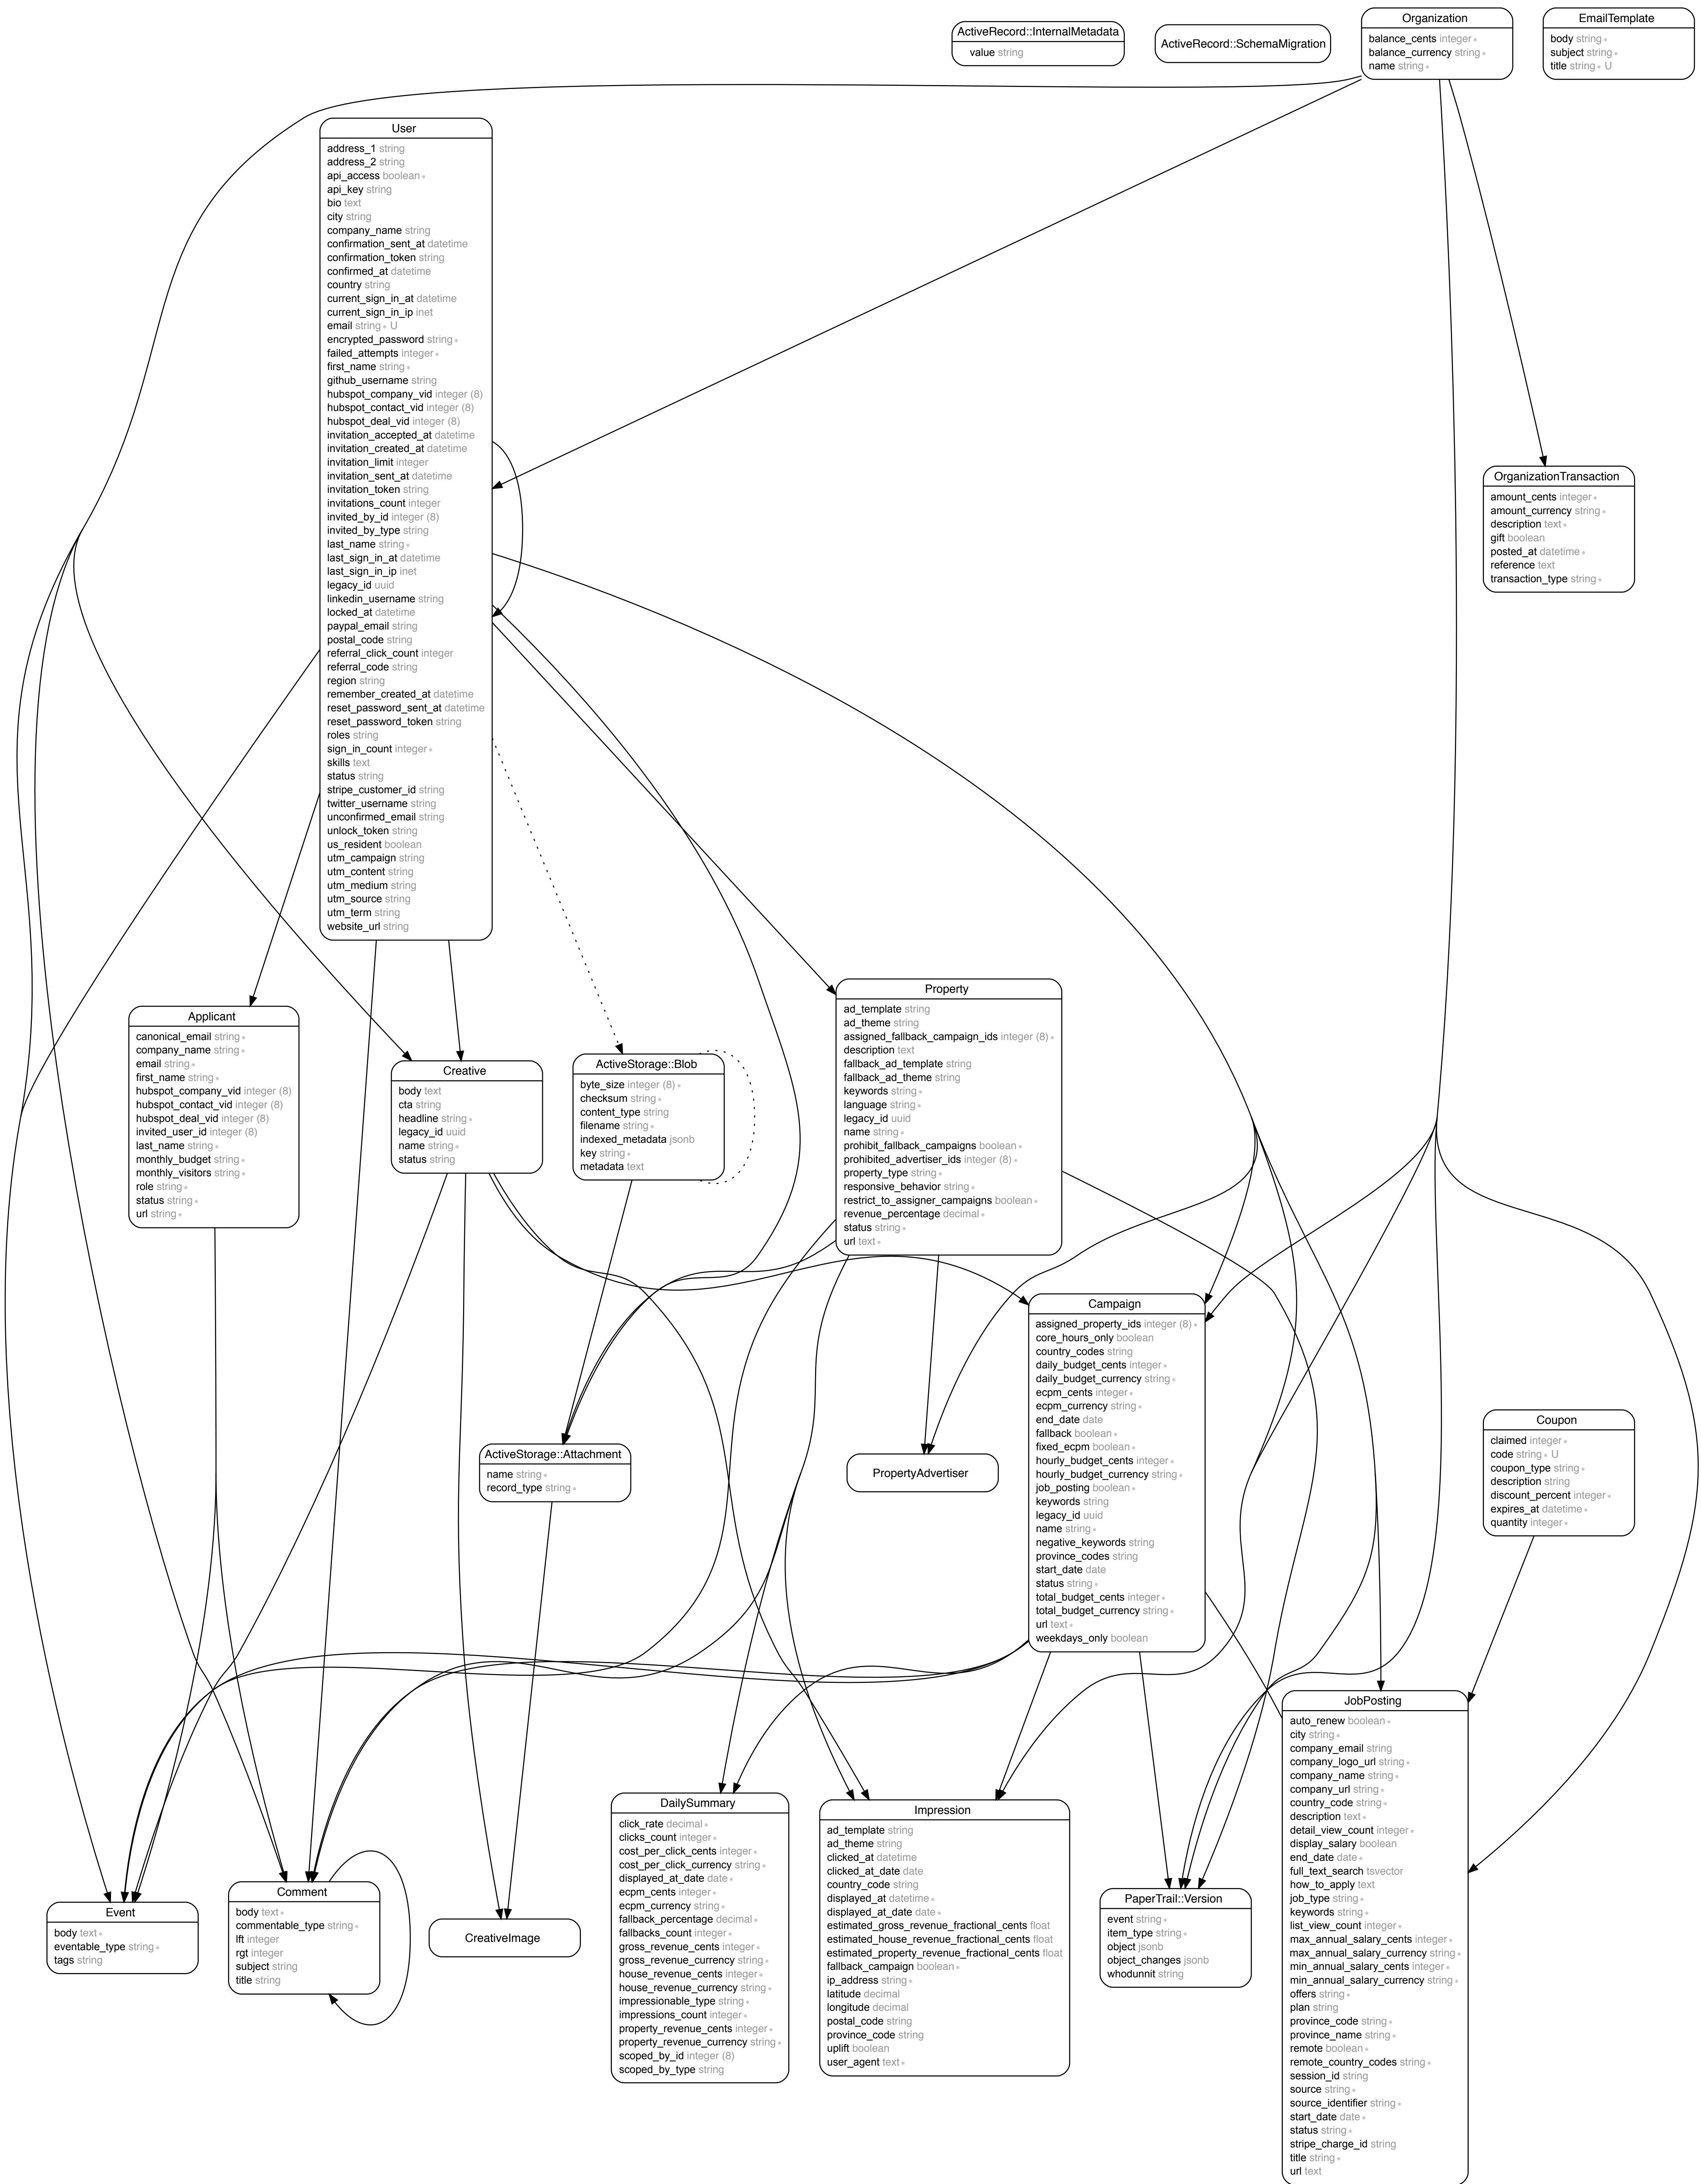 ActiveRecord::InternalMetadata
value string
ActiveRecord::SchemaMigration
Organization
balance_cents integer ∗
balance_currency string ∗
name string ∗
EmailTemplate
body string ∗
subject string ∗
title string ∗ U
User
address_1 string
address_2 string
api_access boolean ∗
api_key string
bio text
city string
company_name string
confirmation_sent_at datetime
confirmation_token string
confirmed_at datetime
country string
current_sign_in_at datetime
current_sign_in_ip inet
email string ∗ U
encrypted_password string ∗
failed_attempts integer ∗
first_name string ∗
github_username string
hubspot_company_vid integer (8)
hubspot_contact_vid integer (8)
hubspot_deal_vid integer (8)
invitation_accepted_at datetime
invitation_created_at datetime
invitation_limit integer
invitation_sent_at datetime
invitation_token string
invitations_count integer
invited_by_id integer (8)
invited_by_type string
last_name string ∗
last_sign_in_at datetime
last_sign_in_ip inet
legacy_id uuid
linkedin_username string
locked_at datetime
paypal_email string
postal_code string
referral_click_count integer
referral_code string
region string
remember_created_at datetime
reset_password_sent_at datetime
reset_password_token string
roles string
sign_in_count integer ∗
skills text
status string
stripe_customer_id string
twitter_username string
unconfirmed_email string
unlock_token string
us_resident boolean
utm_campaign string
utm_content string
utm_medium string
utm_source string
utm_term string
website_url string
OrganizationTransaction
amount_cents integer ∗
amount_currency string ∗
description text ∗
gift boolean
posted_at datetime ∗
reference text
transaction_type string ∗
Applicant
canonical_email string ∗
company_name string ∗
email string ∗
first_name string ∗
hubspot_company_vid integer (8)
hubspot_contact_vid integer (8)
hubspot_deal_vid integer (8)
invited_user_id integer (8)
last_name string ∗
monthly_budget string ∗
monthly_visitors string ∗
role string ∗
status string ∗
url string ∗
Creative
body text
cta string
headline string ∗
legacy_id uuid
name string ∗
status string
ActiveStorage::Blob
byte_size integer (8) ∗
checksum string ∗
content_type string
filename string ∗
indexed_metadata jsonb
key string ∗
metadata text
Property
ad_template string
ad_theme string
assigned_fallback_campaign_ids integer (8) ∗
description text
fallback_ad_template string
fallback_ad_theme string
keywords string ∗
language string ∗
legacy_id uuid
name string ∗
prohibit_fallback_campaigns boolean ∗
prohibited_advertiser_ids integer (8) ∗
property_type string ∗
responsive_behavior string ∗
restrict_to_assigner_campaigns boolean ∗
revenue_percentage decimal ∗
status string ∗
url text ∗
Campaign
assigned_property_ids integer (8) ∗
core_hours_only boolean
country_codes string
daily_budget_cents integer ∗
daily_budget_currency string ∗
ecpm_cents integer ∗
ecpm_currency string ∗
end_date date
fallback boolean ∗
fixed_ecpm boolean ∗
hourly_budget_cents integer ∗
hourly_budget_currency string ∗
job_posting boolean ∗
keywords string
legacy_id uuid
name string ∗
negative_keywords string
province_codes string
start_date date
status string ∗
total_budget_cents integer ∗
total_budget_currency string ∗
url text ∗
weekdays_only boolean
ActiveStorage::Attachment
name string ∗
record_type string ∗
PropertyAdvertiser
Coupon
claimed integer ∗
code string ∗ U
coupon_type string ∗
description string
discount_percent integer ∗
expires_at datetime ∗
quantity integer ∗
Event
body text ∗
eventable_type string ∗
tags string
Comment
body text ∗
commentable_type string ∗
lft integer
rgt integer
subject string
title string
CreativeImage
DailySummary
click_rate decimal ∗
clicks_count integer ∗
cost_per_click_cents integer ∗
cost_per_click_currency string ∗
displayed_at_date date ∗
ecpm_cents integer ∗
ecpm_currency string ∗
fallback_percentage decimal ∗
fallbacks_count integer ∗
gross_revenue_cents integer ∗
gross_revenue_currency string ∗
house_revenue_cents integer ∗
house_revenue_currency string ∗
impressionable_type string ∗
impressions_count integer ∗
property_revenue_cents integer ∗
property_revenue_currency string ∗
scoped_by_id integer (8)
scoped_by_type string
Impression
ad_template string
ad_theme string
clicked_at datetime
clicked_at_date date
country_code string
displayed_at datetime ∗
displayed_at_date date ∗
estimated_gross_revenue_fractional_cents float
estimated_house_revenue_fractional_cents float
estimated_property_revenue_fractional_cents float
fallback_campaign boolean ∗
ip_address string ∗
latitude decimal
longitude decimal
postal_code string
province_code string
uplift boolean
user_agent text ∗
PaperTrail::Version
event string ∗
item_type string ∗
object jsonb
object_changes jsonb
whodunnit string
JobPosting
auto_renew boolean ∗
city string ∗
company_email string
company_logo_url string ∗
company_name string ∗
company_url string ∗
country_code string ∗
description text ∗
detail_view_count integer ∗
display_salary boolean
end_date date ∗
full_text_search tsvector
how_to_apply text
job_type string ∗
keywords string ∗
list_view_count integer ∗
max_annual_salary_cents integer ∗
max_annual_salary_currency string ∗
min_annual_salary_cents integer ∗
min_annual_salary_currency string ∗
offers string ∗
plan string
province_code string ∗
province_name string ∗
remote boolean ∗
remote_country_codes string ∗
session_id string
source string ∗
source_identifier string ∗
start_date date ∗
status string ∗
stripe_charge_id string
title string ∗
url text